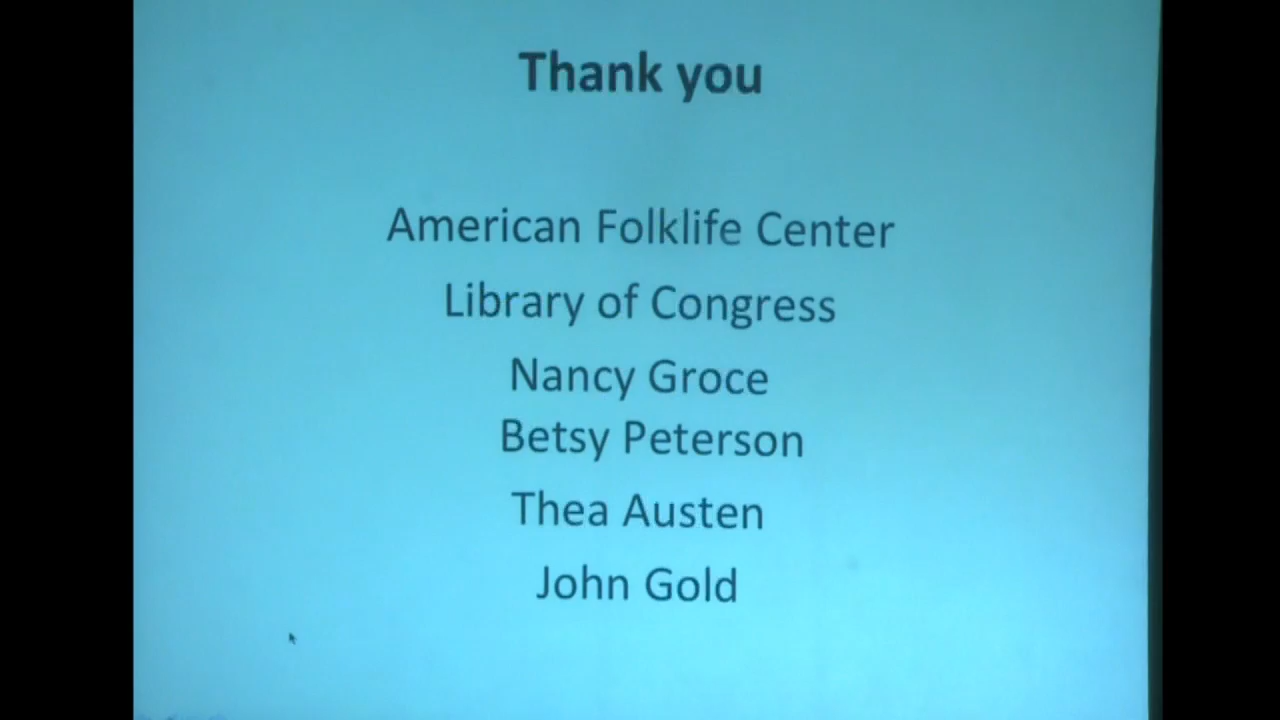 Thank you
American Folklife Center
Library of Congress
Nancy Groce
Betsy Peterson
Thea Austen
John Gold